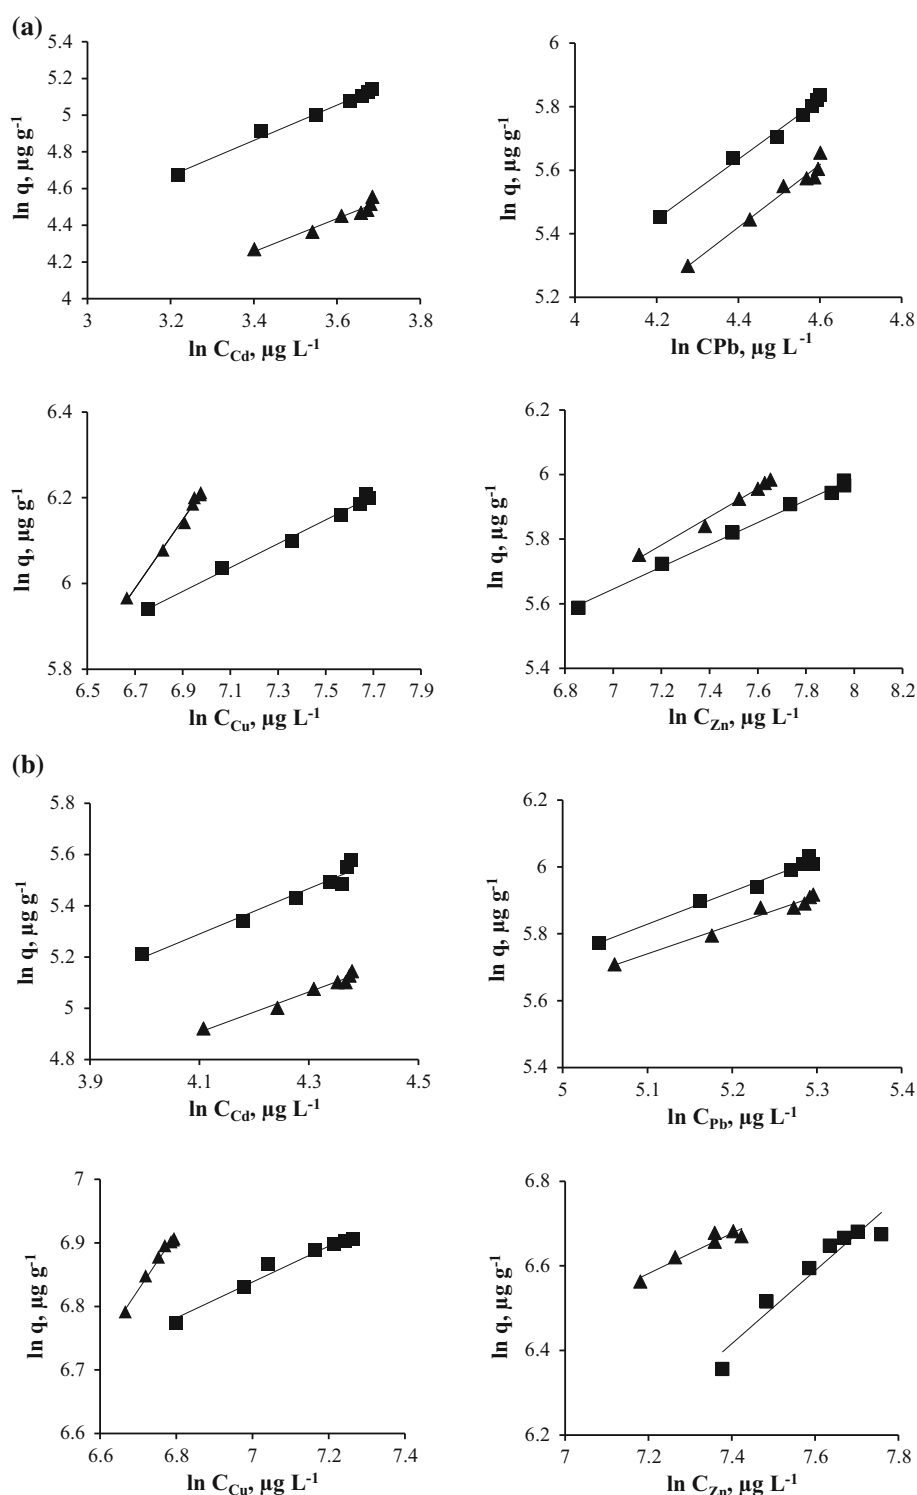 (a)
5.4
5.2
5
4.8
4.6
4.4
4.2
4
ln q, µg g-1
3 3.2 3.4 3.6 3.8
ln CCd, µg L-1
6
5.8
5.6
5.4
5.2
ln q, µg g-1
4 4.2 4.4 4.6 4.8
ln CPb, µg L-1
6.4
6.2
6
5.8
ln q, µg g-1
6.5 6.7 6.9 7.1 7.3 7.5 7.7 7.9
ln CCu, µg L-1
6.2
6
5.8
5.6
5.4
ln q, µg g-1
6.8 7 7.2 7.4 7.6 7.8 8 8.2
ln CZn, µg L-1
(b)
5.8
5.6
5.4
5.2
5
4.8
ln q, µg g-1
3.9 4.1 4.3 4.5
ln CCd, µg L-1
6.2
6
5.8
5.6
5.4
ln q, µg g-1
5 5.1 5.2 5.3 5.4
ln CPb, µg L-1
7
6.9
6.8
6.7
6.6
ln q, µg g-1
6.6 6.8 7 7.2 7.4
ln CCu, µg L-1
6.8
6.6
6.4
6.2
ln q, µg g-1
7 7.2 7.4 7.6 7.8
ln CZn, µg L-1